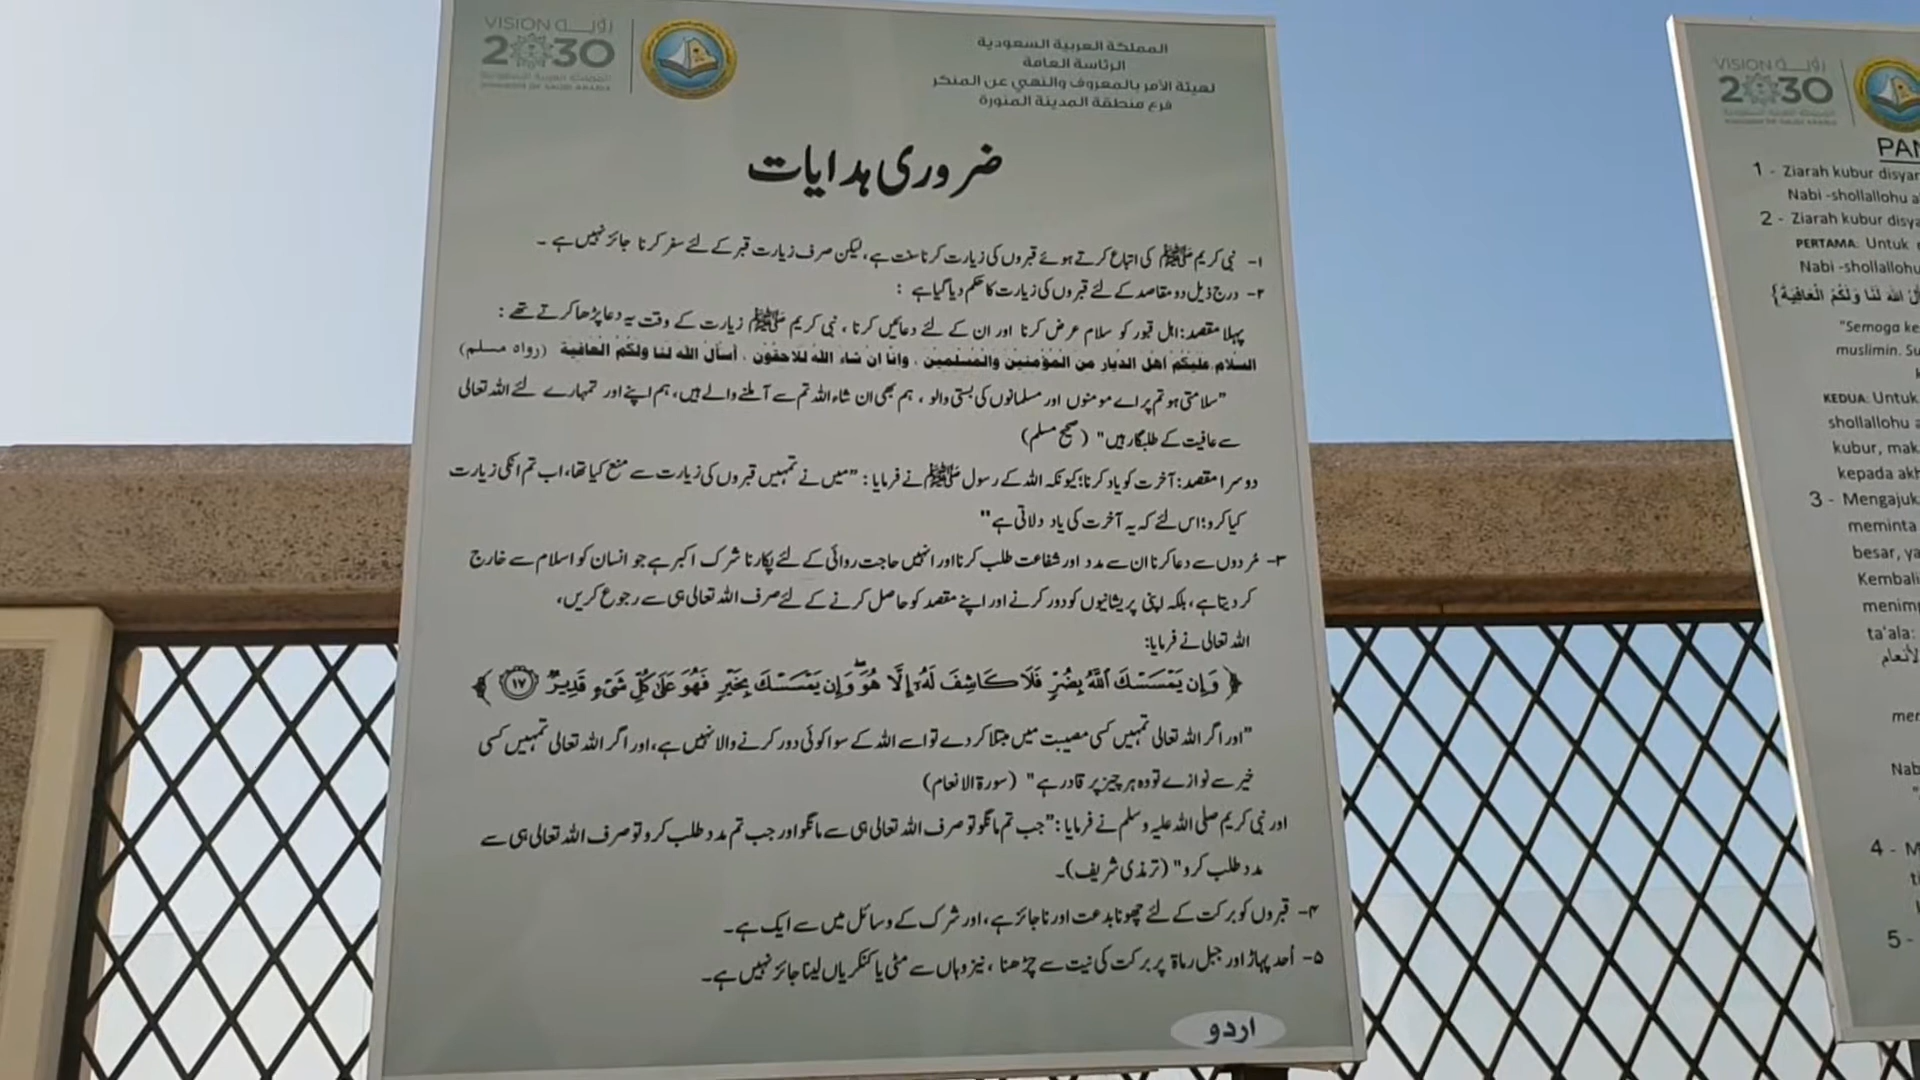 VISION رؤية
2030
المملكة العربية السعودية
KINGDOM OF SAUDI ARABIA
المملكة العربية السعودية
الرئاسة العامة
لهيئة الأمر بالمعروف والنهي عن المنكر
فرع منطقة المدينة المنورة
ضروری ہدایات
۱- نبی کریم ﷺ کی اتباع کرتے ہوئے قبروں کی زیارت کرنا سنت ہے، لیکن صرف زیارت قبر کے لئے سفر کرنا جائز نہیں ہے ۔
۲- درج ذیل دو مقاصد کے لئے قبروں کی زیارت کا حکم دیا گیا ہے :
پہلا مقصد: اہل قبور کو سلام عرض کرنا اور ان کے لئے دعائیں کرنا ، نبی کریم ﷺ زیارت کے وقت یہ دعا پڑھا کرتے تھے :
السلام عليكم أهل الديار من المؤمنين والمسلمين ، وانا ان شاء الله للاحقون ، أسأل الله لنا ولكم العافية (رواه مسلم)
"سلامتی ہو تم پر اے مومنوں اور مسلمانوں کی بستی والو ، ہم بھی ان شاء اللہ تم سے آملنے والے ہیں، ہم اپنے اور تمہارے لئے اللہ تعالی
سے عافیت کے طلبگار ہیں" (صحیح مسلم)
دوسرا مقصد: آخرت کو یاد کرنا؛ کیونکہ اللہ کے رسول ﷺ نے فرمایا : "میں نے تمہیں قبروں کی زیارت سے منع کیا تھا، اب تم انکی زیارت
کیا کرو؛ اس لئے کہ یہ آخرت کی یاد دلاتی ہے"
۳- مُردوں سے دعا کرنا ان سے مدد اور شفاعت طلب کرنا اور انہیں حاجت روائی کے لئے پکارنا شرک اکبر ہے جو انسان کو اسلام سے خارج
کر دیتا ہے، بلکہ اپنی پریشانیوں کو دور کرنے اور اپنے مقصد کو حاصل کرنے کے لئے صرف اللہ تعالی ہی سے رجوع کریں،
اللہ تعالی نے فرمایا:
﴿ وَإِن يَمْسَسْكَ ٱللَّهُ بِضُرٍّ فَلَا كَاشِفَ لَهُۥٓ إِلَّا هُوَ ۖ وَإِن يَمْسَسْكَ بِخَيْرٍ فَهُوَ عَلَىٰ كُلِّ شَىْءٍ قَدِيرٌ ١٧ ﴾
"اور اگر اللہ تعالی تمہیں کسی مصیبت میں مبتلا کر دے تو اسے اللہ کے سوا کوئی دور کرنے والا نہیں ہے، اور اگر اللہ تعالی تمہیں کسی
خیر سے نوازے تو وہ ہر چیز پر قادر ہے" (سورۃ الانعام)
اور نبی کریم صلی اللہ علیہ وسلم نے فرمایا : "جب تم مانگو تو صرف اللہ تعالی ہی سے مانگو اور جب تم مدد طلب کرو تو صرف اللہ تعالی ہی سے
مدد طلب کرو" (ترمذی شریف)۔
۴- قبروں کو برکت کے لئے چھونا بدعت اور ناجائز ہے، اور شرک کے وسائل میں سے ایک ہے۔
۵- اُحد پہاڑ اور جبل رماۃ پر برکت کی نیت سے چڑھنا ، نیز وہاں سے مٹی یا کنکریاں لینا جائز نہیں ہے۔
اردو
VISION رؤية
2030
PAN
1 - Ziarah kubur disyar
Nabi -shollallohu a
2 - Ziarah kubur disya
PERTAMA: Untuk
Nabi -shollallohu
الله لنا ولكم العافية}
"Semoga ke
muslimin. Su
KEDUA: Untuk
shollallohu a
kubur, mak
kepada akh
3 - Mengajuk
meminta
besar, ya
Kembali
menim
ta'ala:
الأنعام
mer
Nab
4 - M
5 -